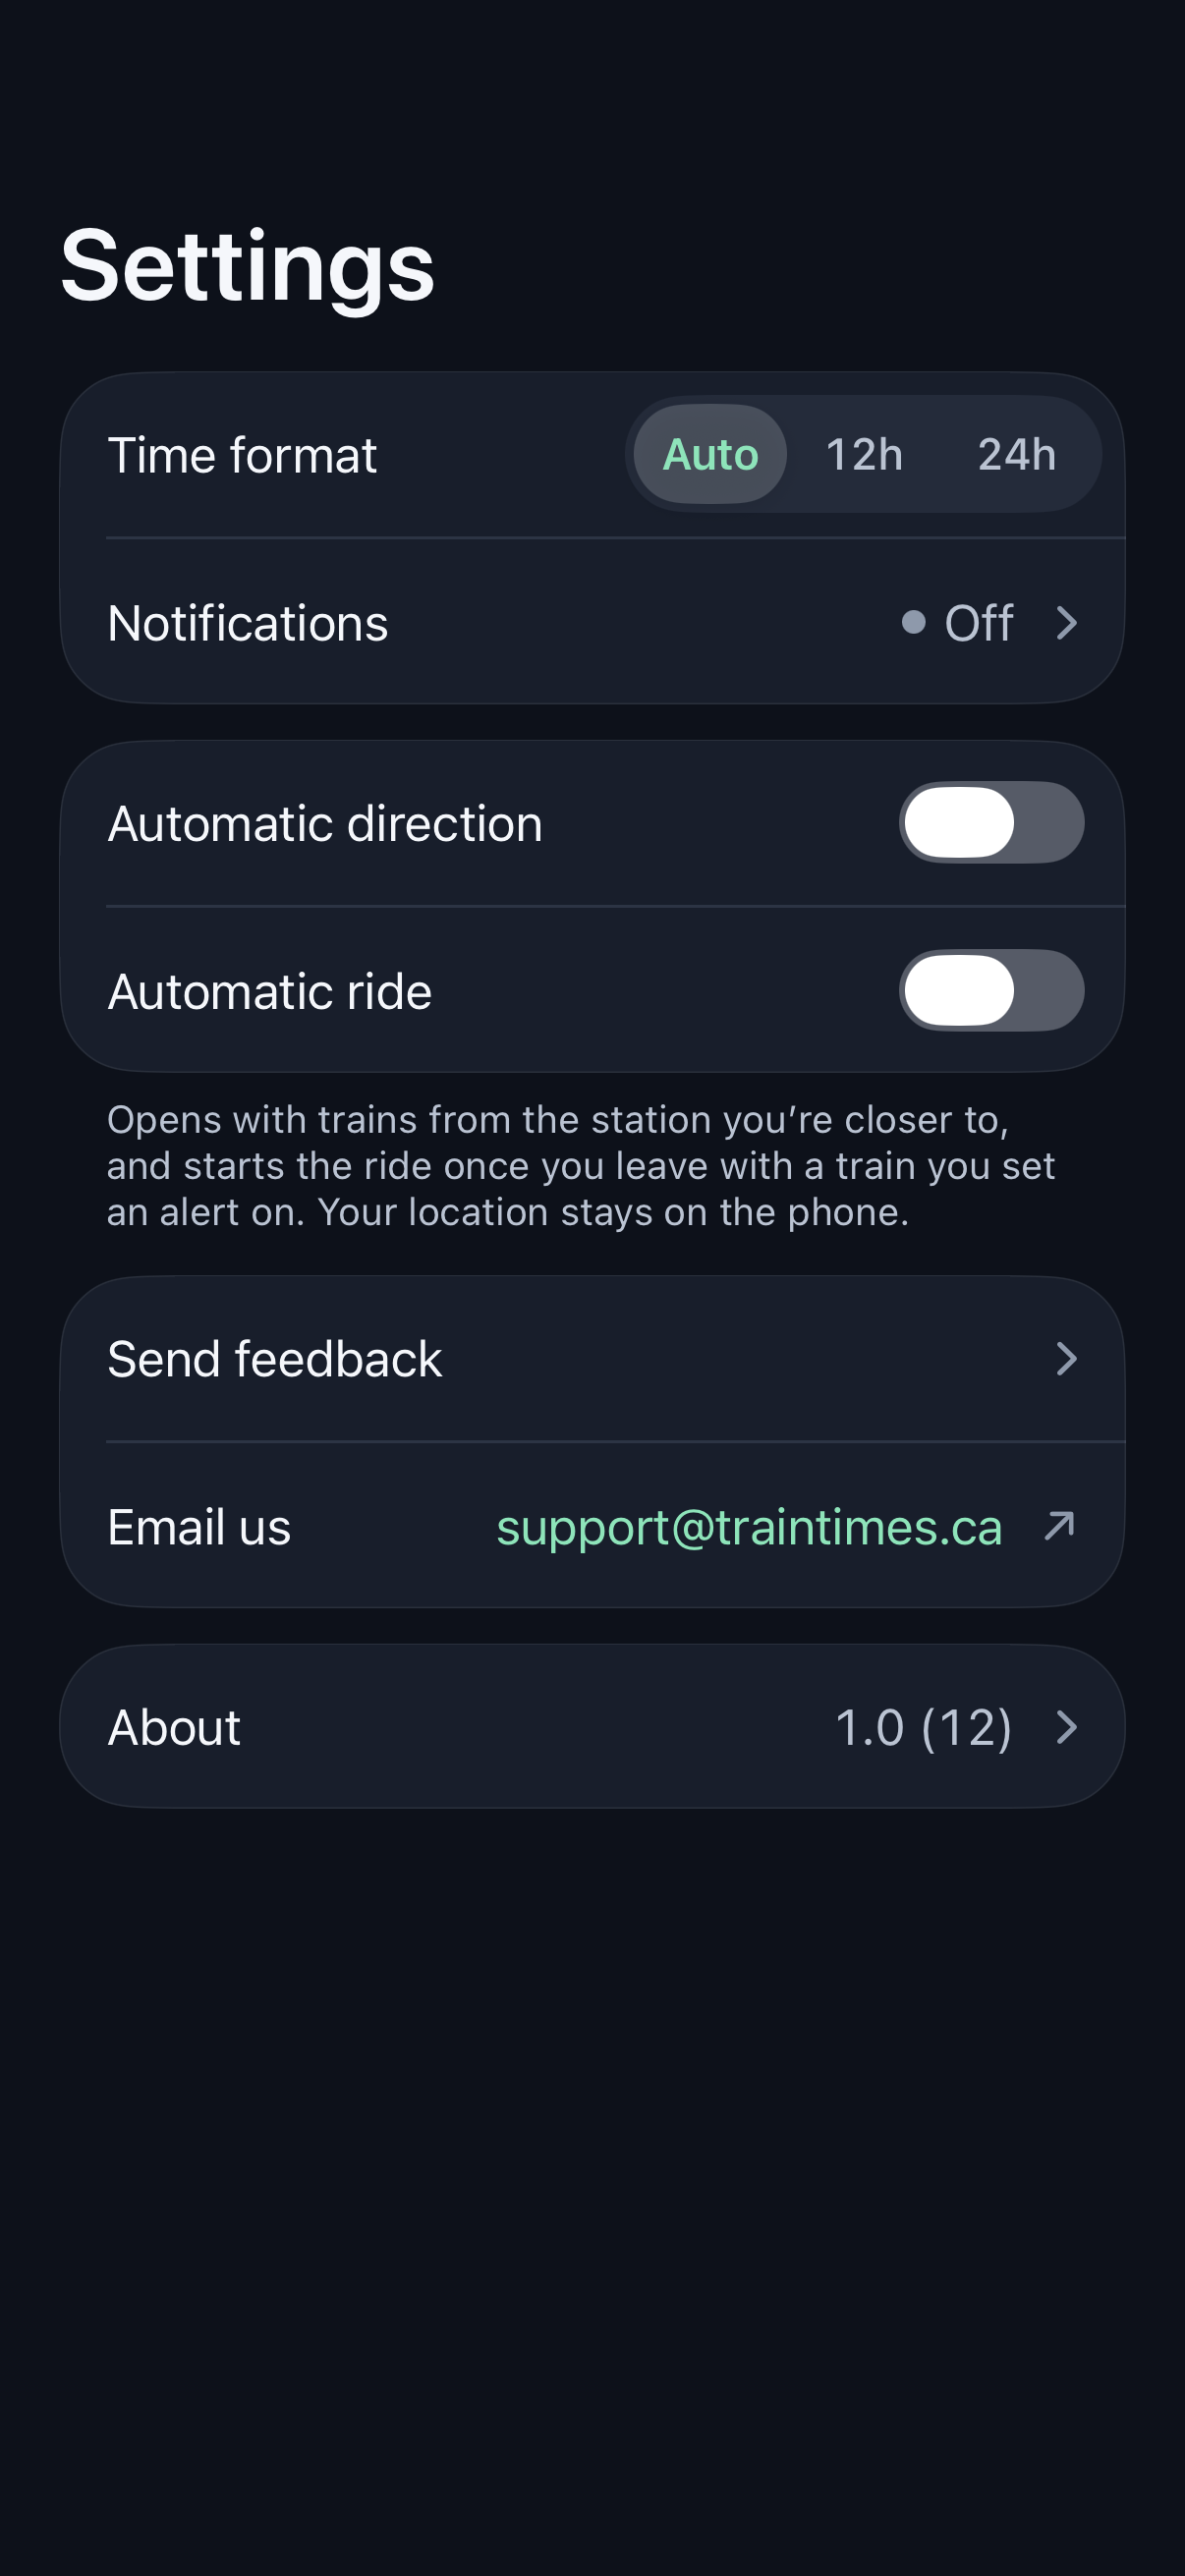 Settings
Time format Auto 12h 24h
Notifications Off
Automatic direction
Automatic ride
Opens with trains from the station you’re closer to,
and starts the ride once you leave with a train you set
an alert on. Your location stays on the phone.
Send feedback
Email us support@traintimes.ca
About 1.0 (12)